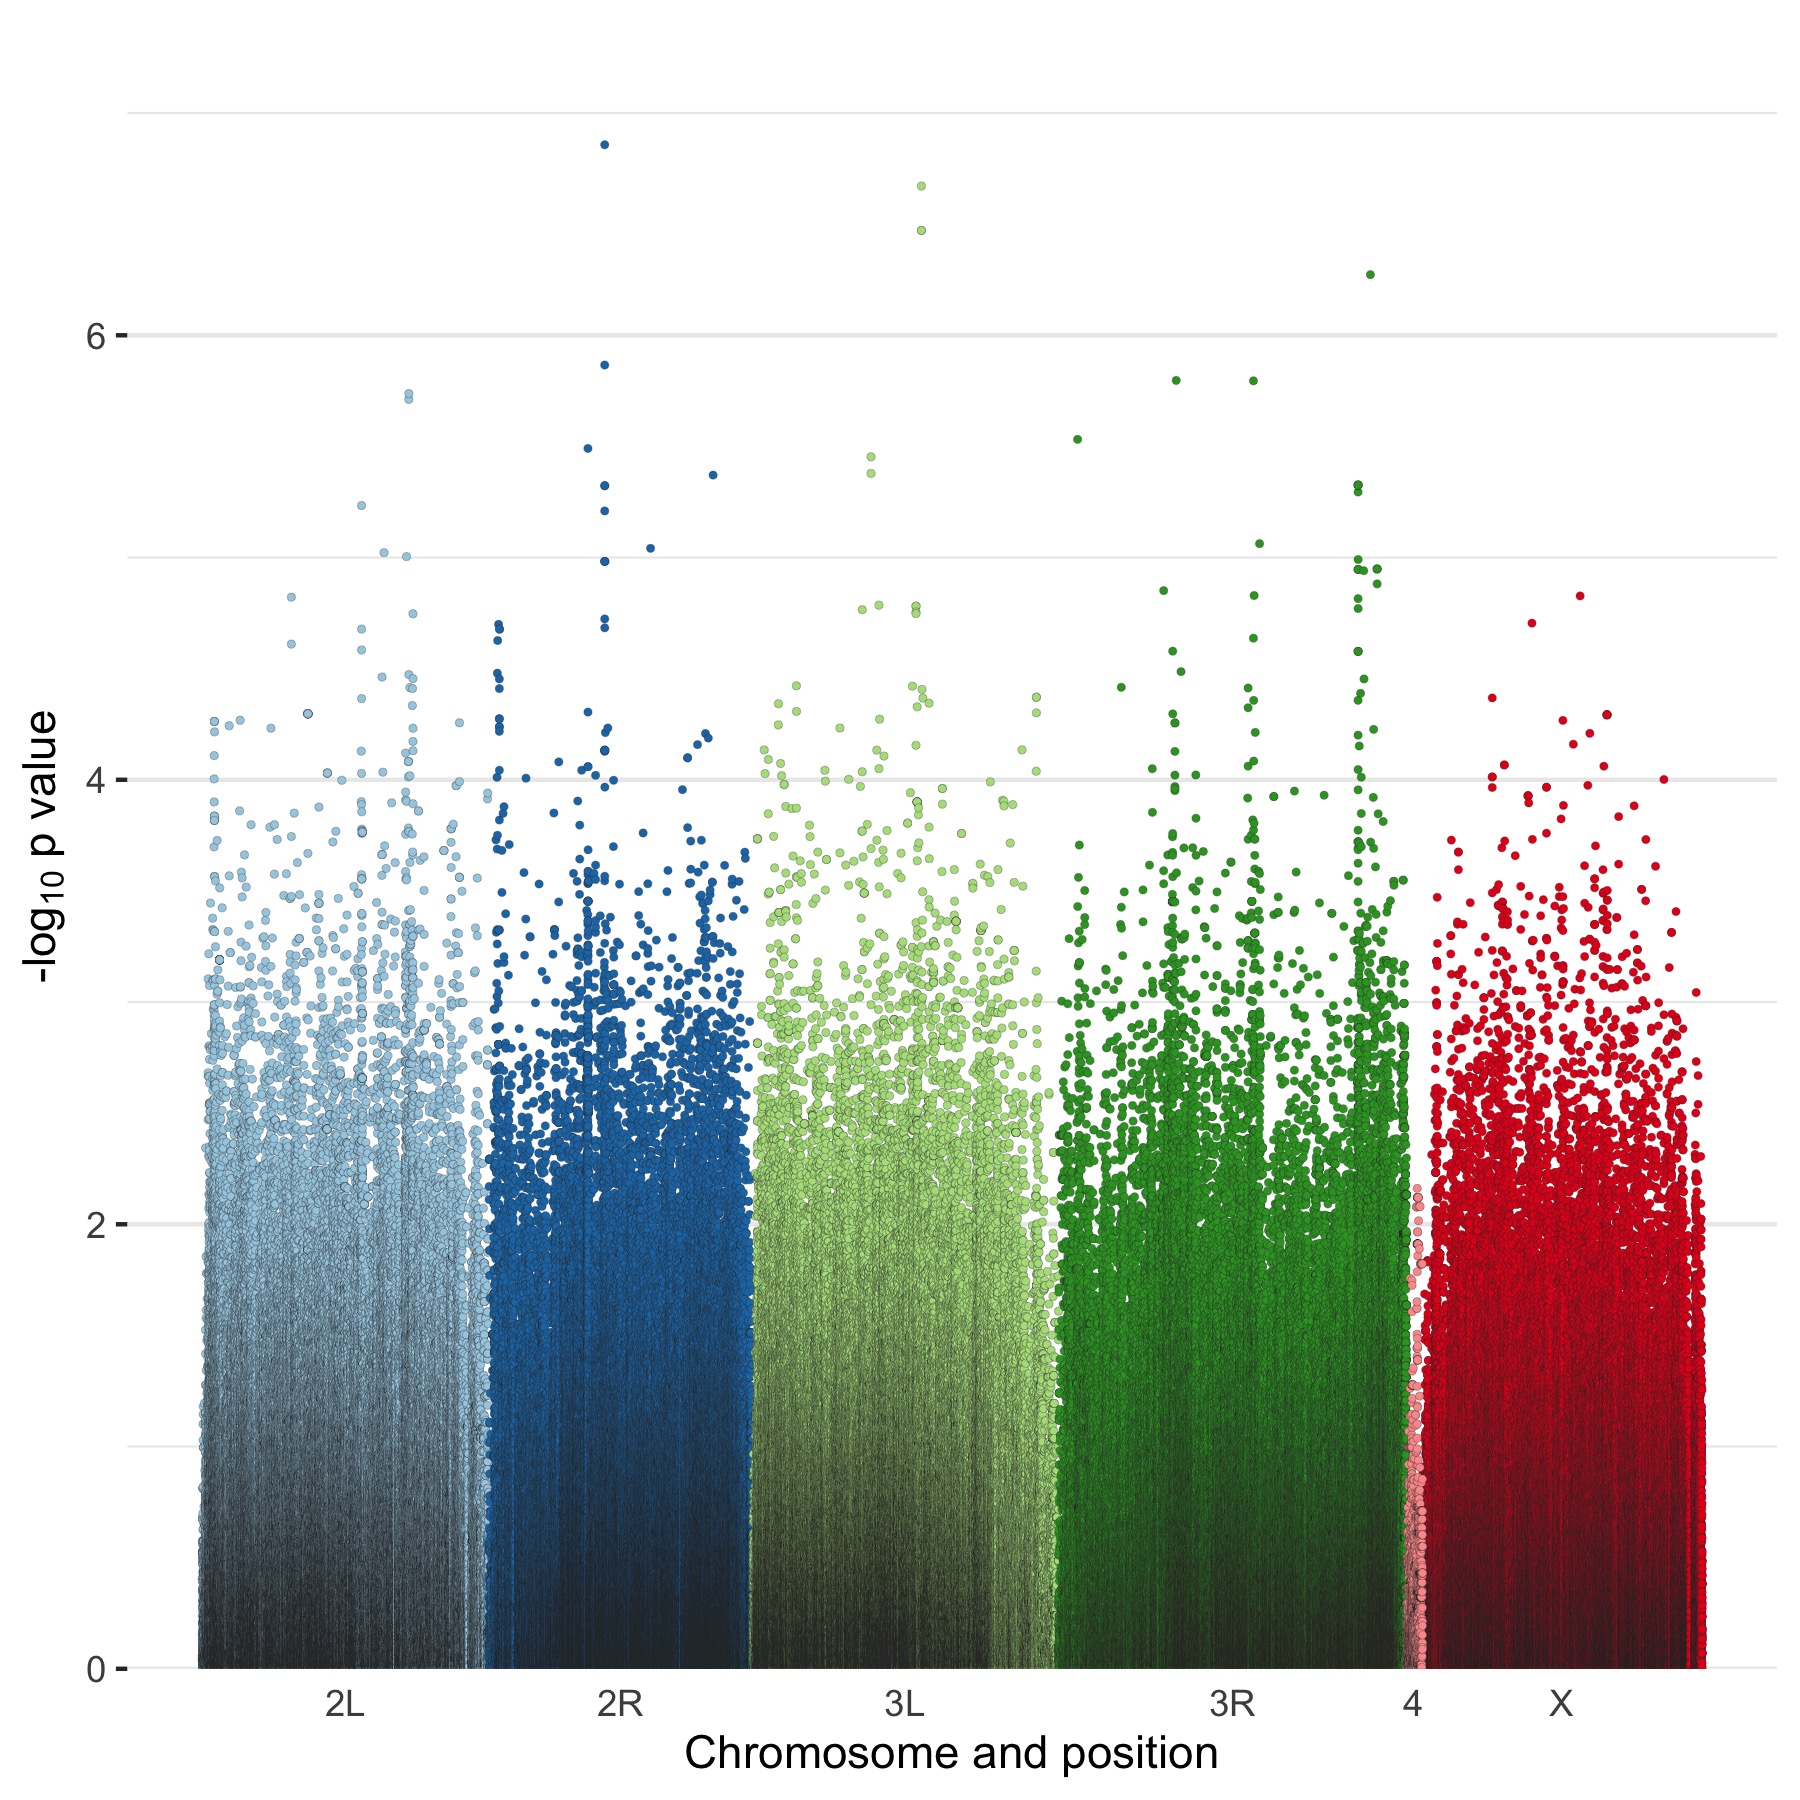 -log₁₀ p value
6
4
2
0
2L 2R 3L 3R 4 X
Chromosome and position